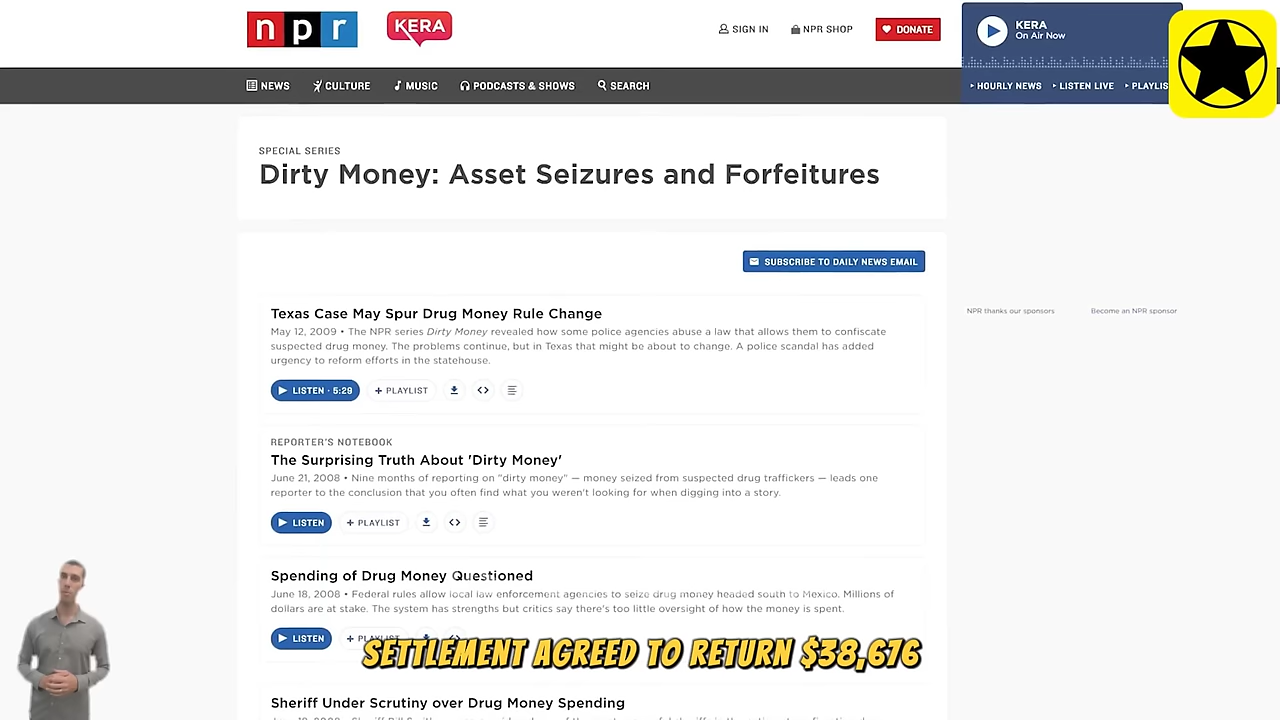 npr
KERA
SIGN IN
NPR SHOP
DONATE
KERA
On Air Now
NEWS
CULTURE
MUSIC
PODCASTS & SHOWS
SEARCH
HOURLY NEWS
LISTEN LIVE
PLAYLIS
SPECIAL SERIES
Dirty Money: Asset Seizures and Forfeitures
SUBSCRIBE TO DAILY NEWS EMAIL
NPR thanks our sponsors
Become an NPR sponsor
Texas Case May Spur Drug Money Rule Change
May 12, 2009 • The NPR series Dirty Money revealed how some police agencies abuse a law that allows them to confiscate
suspected drug money. The problems continue, but in Texas that might be about to change. A police scandal has added
urgency to reform efforts in the statehouse.
LISTEN · 5:29
+ PLAYLIST
REPORTER'S NOTEBOOK
The Surprising Truth About 'Dirty Money'
June 21, 2008 • Nine months of reporting on "dirty money" — money seized from suspected drug traffickers — leads one
reporter to the conclusion that you often find what you weren't looking for when digging into a story.
LISTEN
+ PLAYLIST
Spending of Drug Money Questioned
June 18, 2008 • Federal rules allow local law enforcement agencies to seize drug money headed south to Mexico. Millions of
dollars are at stake. The system has strengths but critics say there's too little oversight of how the money is spent.
LISTEN
+ PLAYLIST
SETTLEMENT AGREED TO RETURN $38,676
Sheriff Under Scrutiny over Drug Money Spending